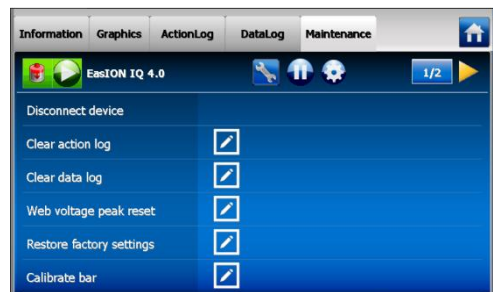 Information Graphics ActionLog DataLog Maintenance
EasION IQ 4.0 1/2
Disconnect device
Clear action log
Clear data log
Web voltage peak reset
Restore factory settings
Calibrate bar